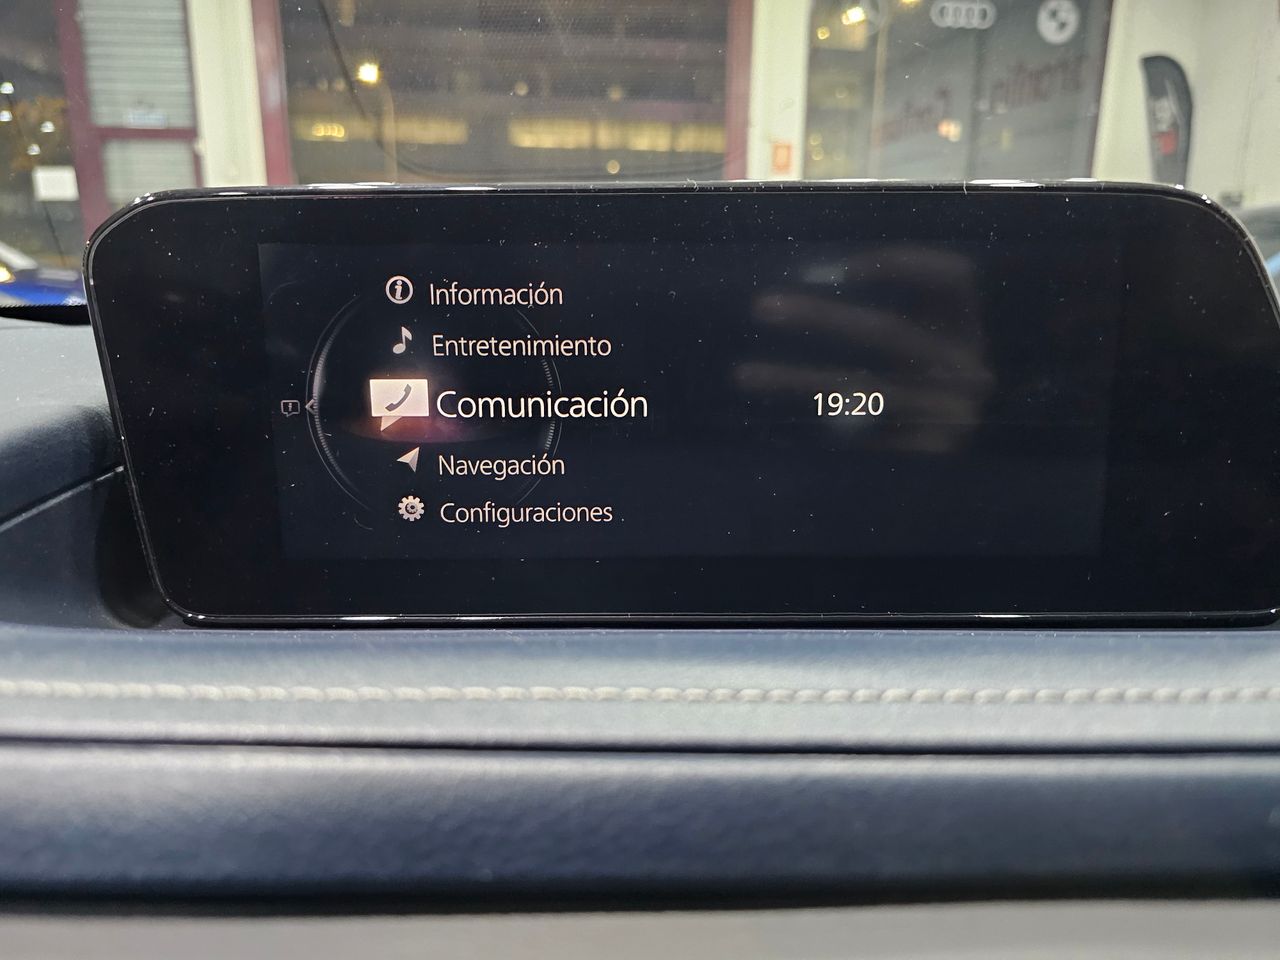 Información
Entretenimiento
Comunicación
19:20
Navegación
Configuraciones